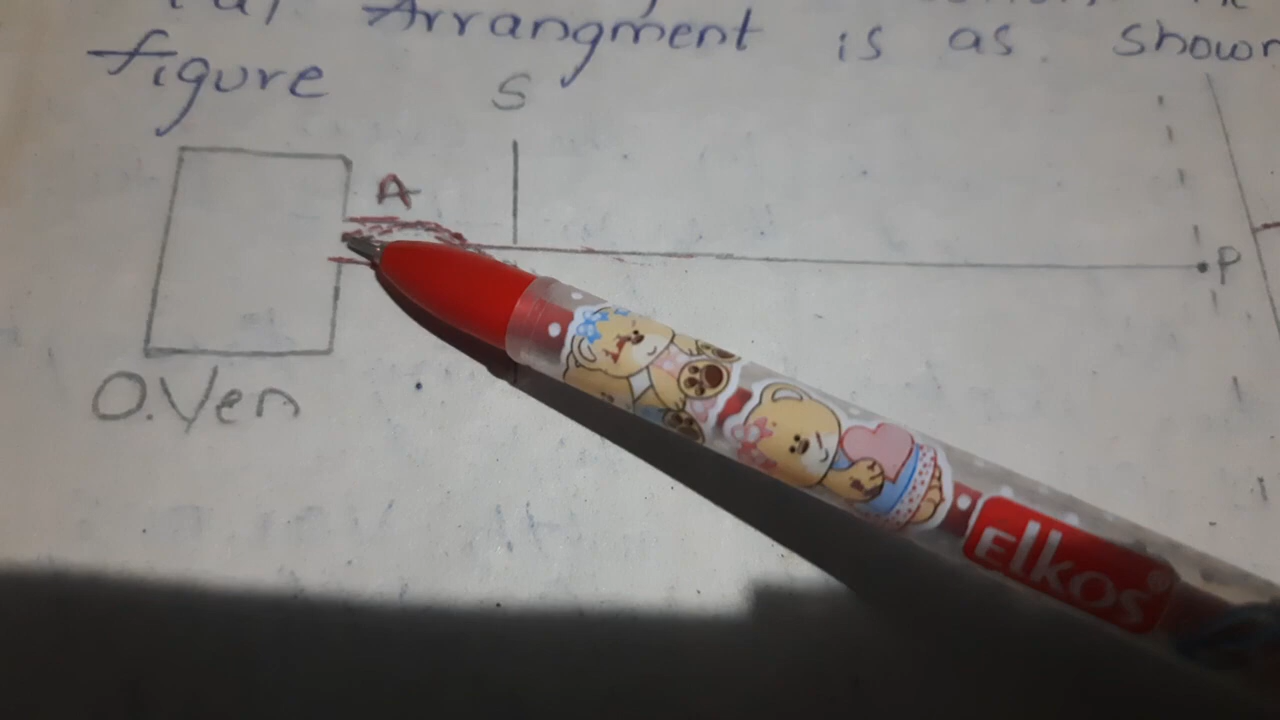 Arrangment is as shown
figure
S
A
P
O.Ven
elkos